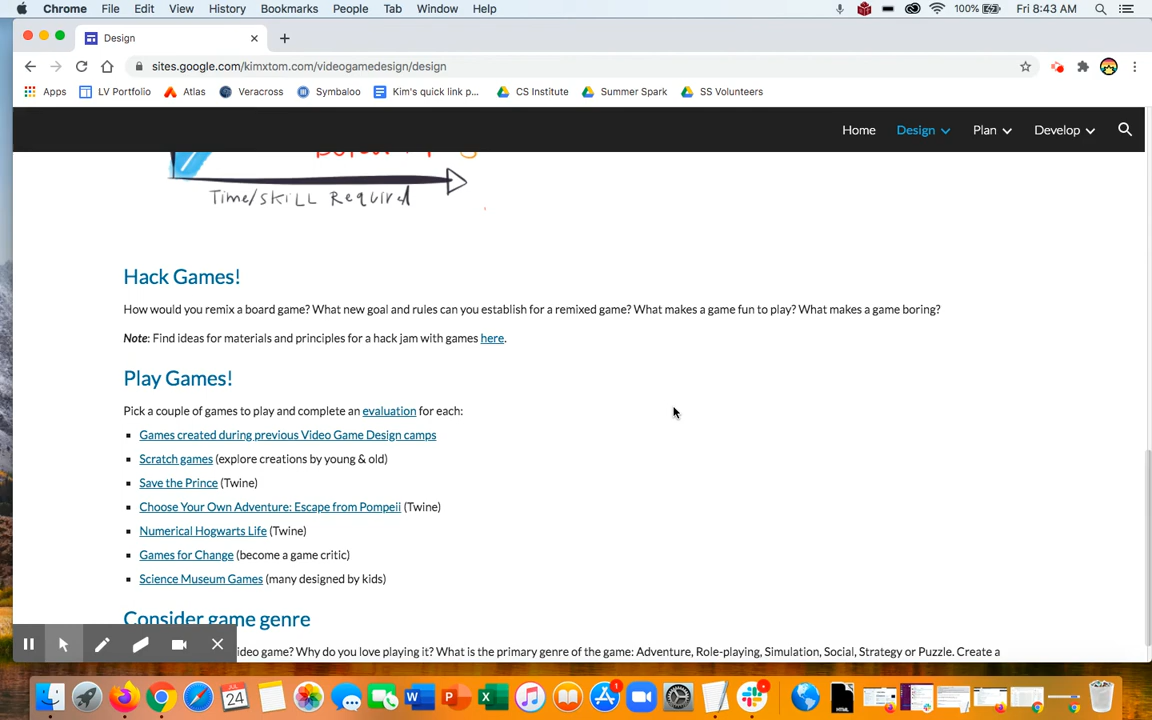 Chrome File Edit View History Bookmarks People Tab Window Help 100% Fri 8:43 AM
Design
sites.google.com/kimxtom.com/videogamedesign/design
Apps LV Portfolio Atlas Veracross Symbaloo Kim's quick link p... CS Institute Summer Spark SS Volunteers
Home Design Plan Develop
Time/Skill Required
Hack Games!
How would you remix a board game? What new goal and rules can you establish for a remixed game? What makes a game fun to play? What makes a game boring?
Note: Find ideas for materials and principles for a hack jam with games here.
Play Games!
Pick a couple of games to play and complete an evaluation for each:
Games created during previous Video Game Design camps
Scratch games (explore creations by young & old)
Save the Prince (Twine)
Choose Your Own Adventure: Escape from Pompeii (Twine)
Numerical Hogwarts Life (Twine)
Games for Change (become a game critic)
Science Museum Games (many designed by kids)
Consider game genre
ideo game? Why do you love playing it? What is the primary genre of the game: Adventure, Role-playing, Simulation, Social, Strategy or Puzzle. Create a
JUL
24
W P X
1
HTML